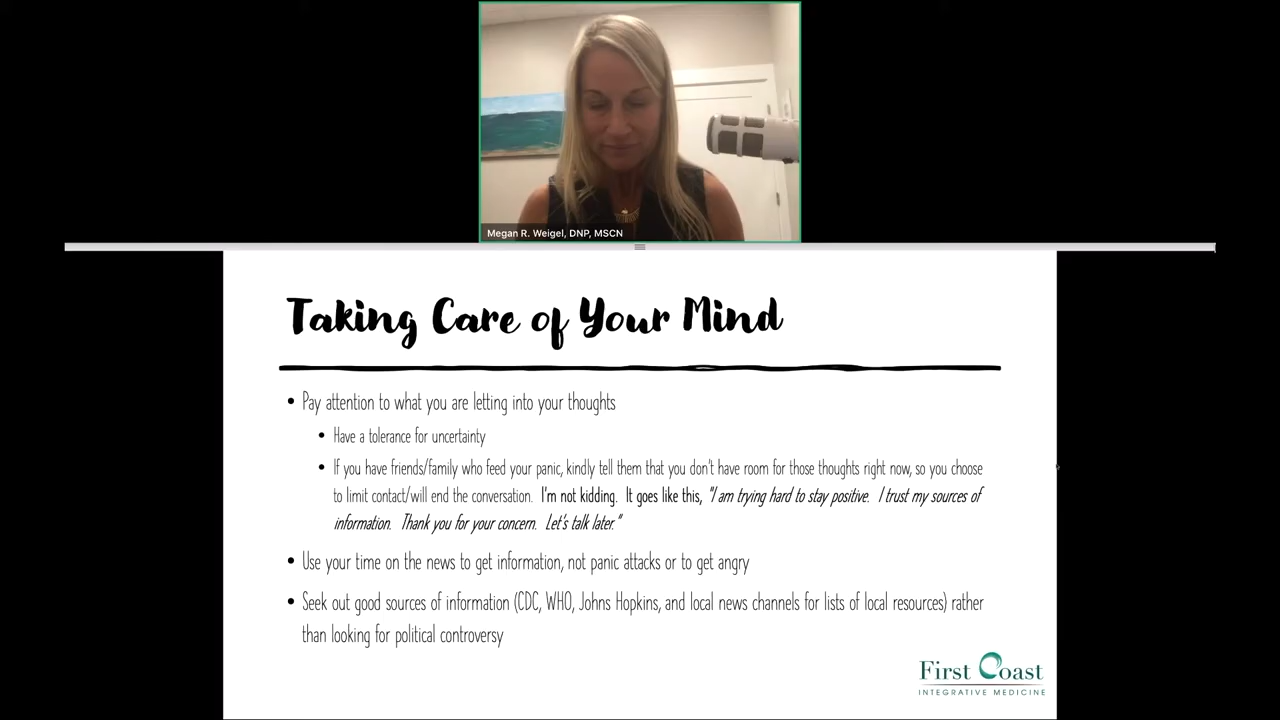 Megan R. Weigel, DNP, MSCN
Taking Care of Your Mind
• Pay attention to what you are letting into your thoughts
• Have a tolerance for uncertainty
• If you have friends/family who feed your panic, kindly tell them that you don't have room for those thoughts right now, so you choose
to limit contact/will end the conversation. I'm not kidding. It goes like this, "I am trying hard to stay positive. I trust my sources of
information. Thank you for your concern. Let's talk later."
• Use your time on the news to get information, not panic attacks or to get angry
• Seek out good sources of information (CDC, WHO, Johns Hopkins, and local news channels for lists of local resources) rather
than looking for political controversy
First Coast
INTEGRATIVE MEDICINE